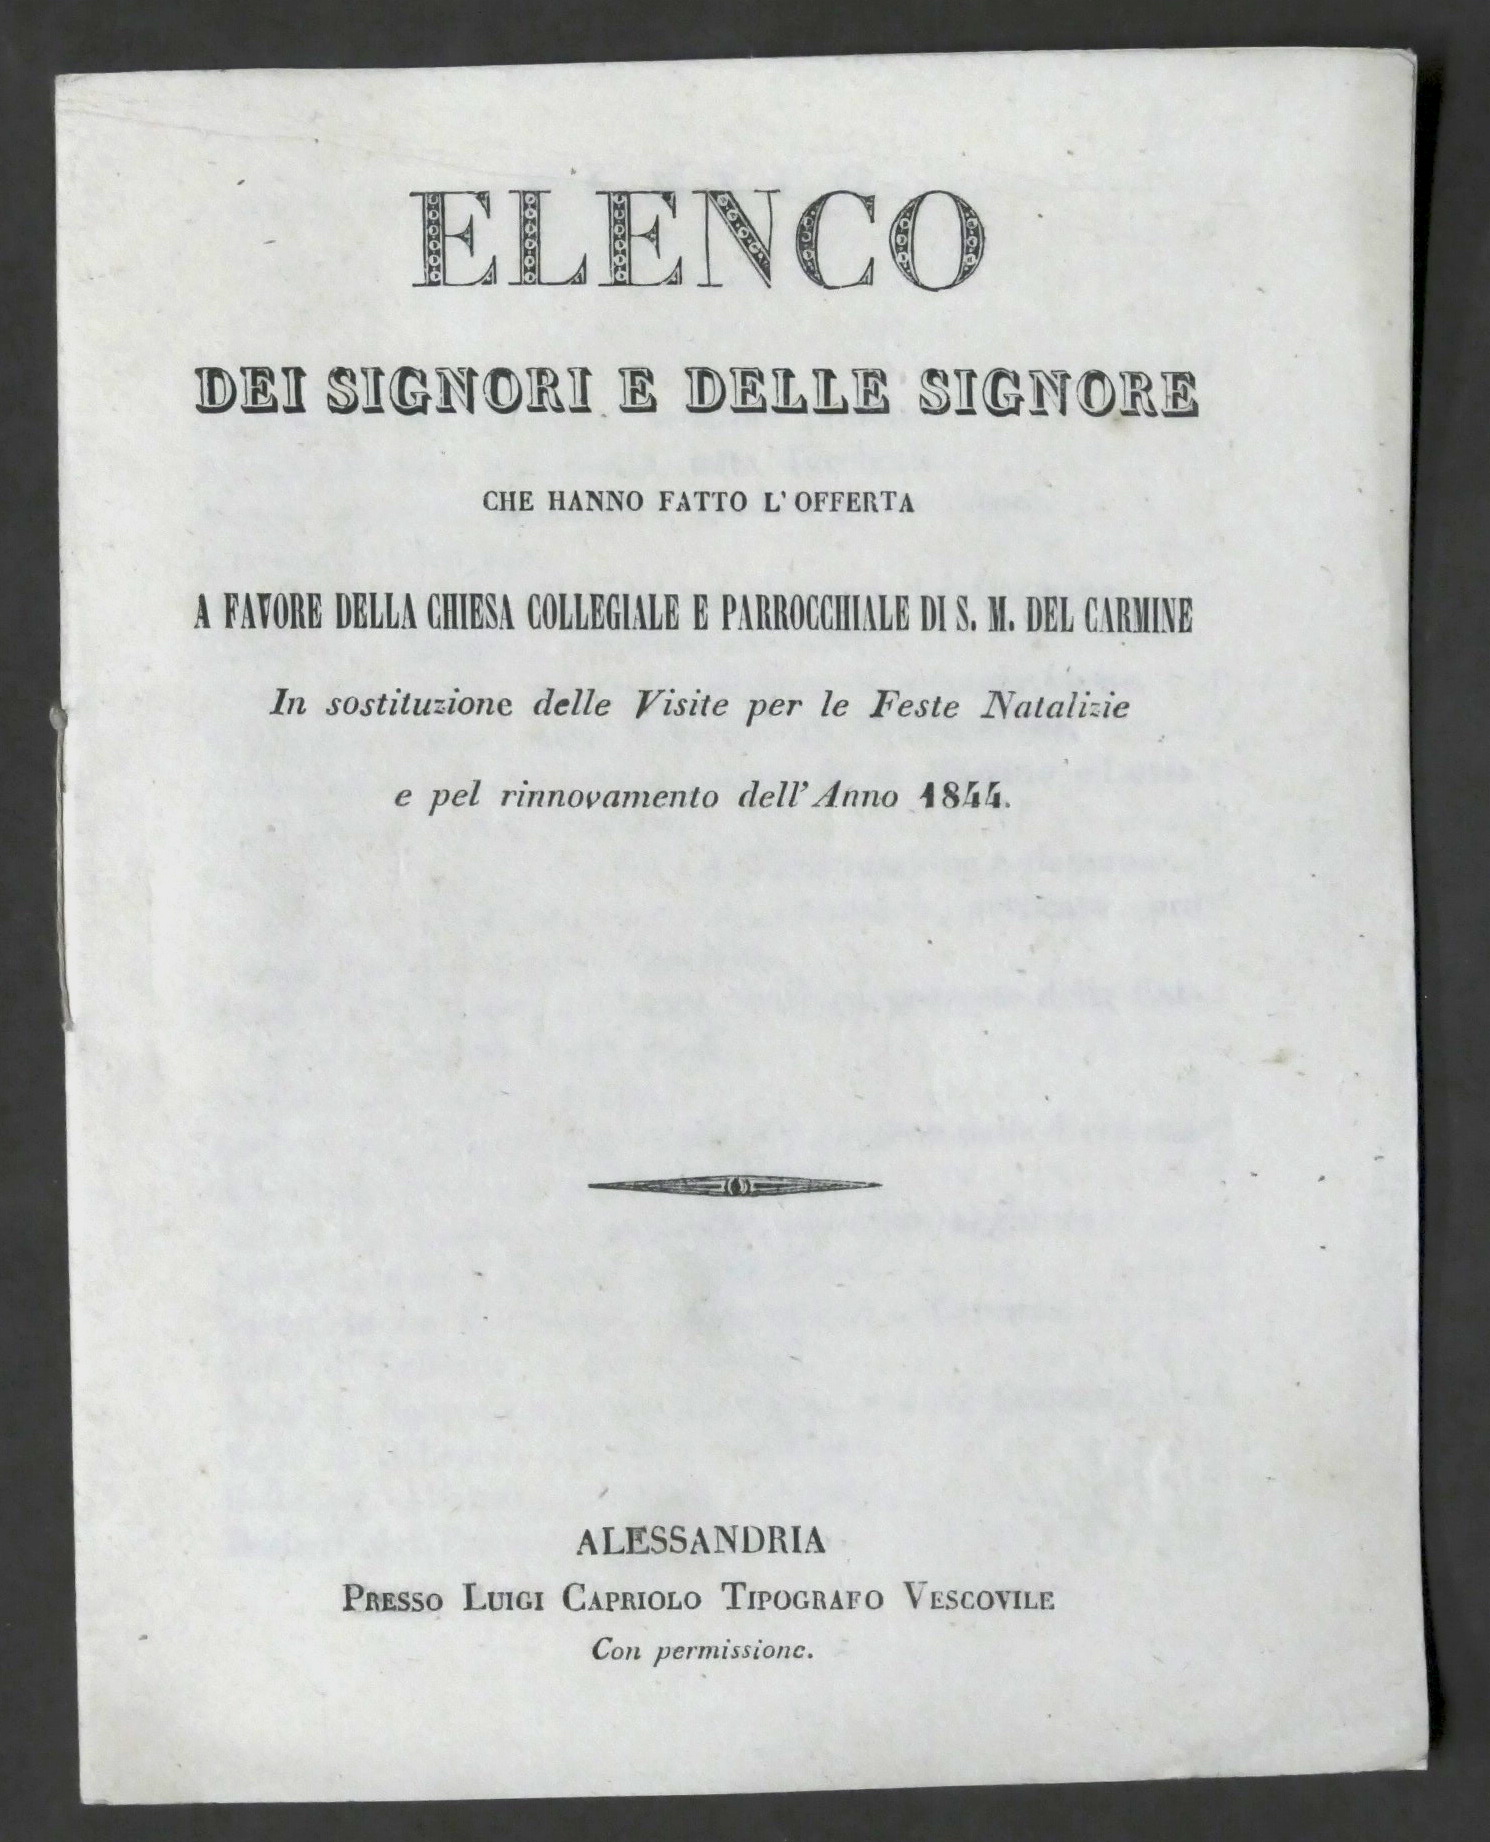 ELENCO
DEI SIGNORI E DELLE SIGNORE
CHE HANNO FATTO L' OFFERTA
A FAVORE DELLA CHIESA COLLEGIALE E PARROCCHIALE DI S. M. DEL CARMINE
In sostituzione delle Visite per le Feste Natalizie
e pel rinnovamento dell' Anno 1844.
ALESSANDRIA
PRESSO LUIGI CAPRIOLO TIPOGRAFO VESCOVILE
Con permissione.